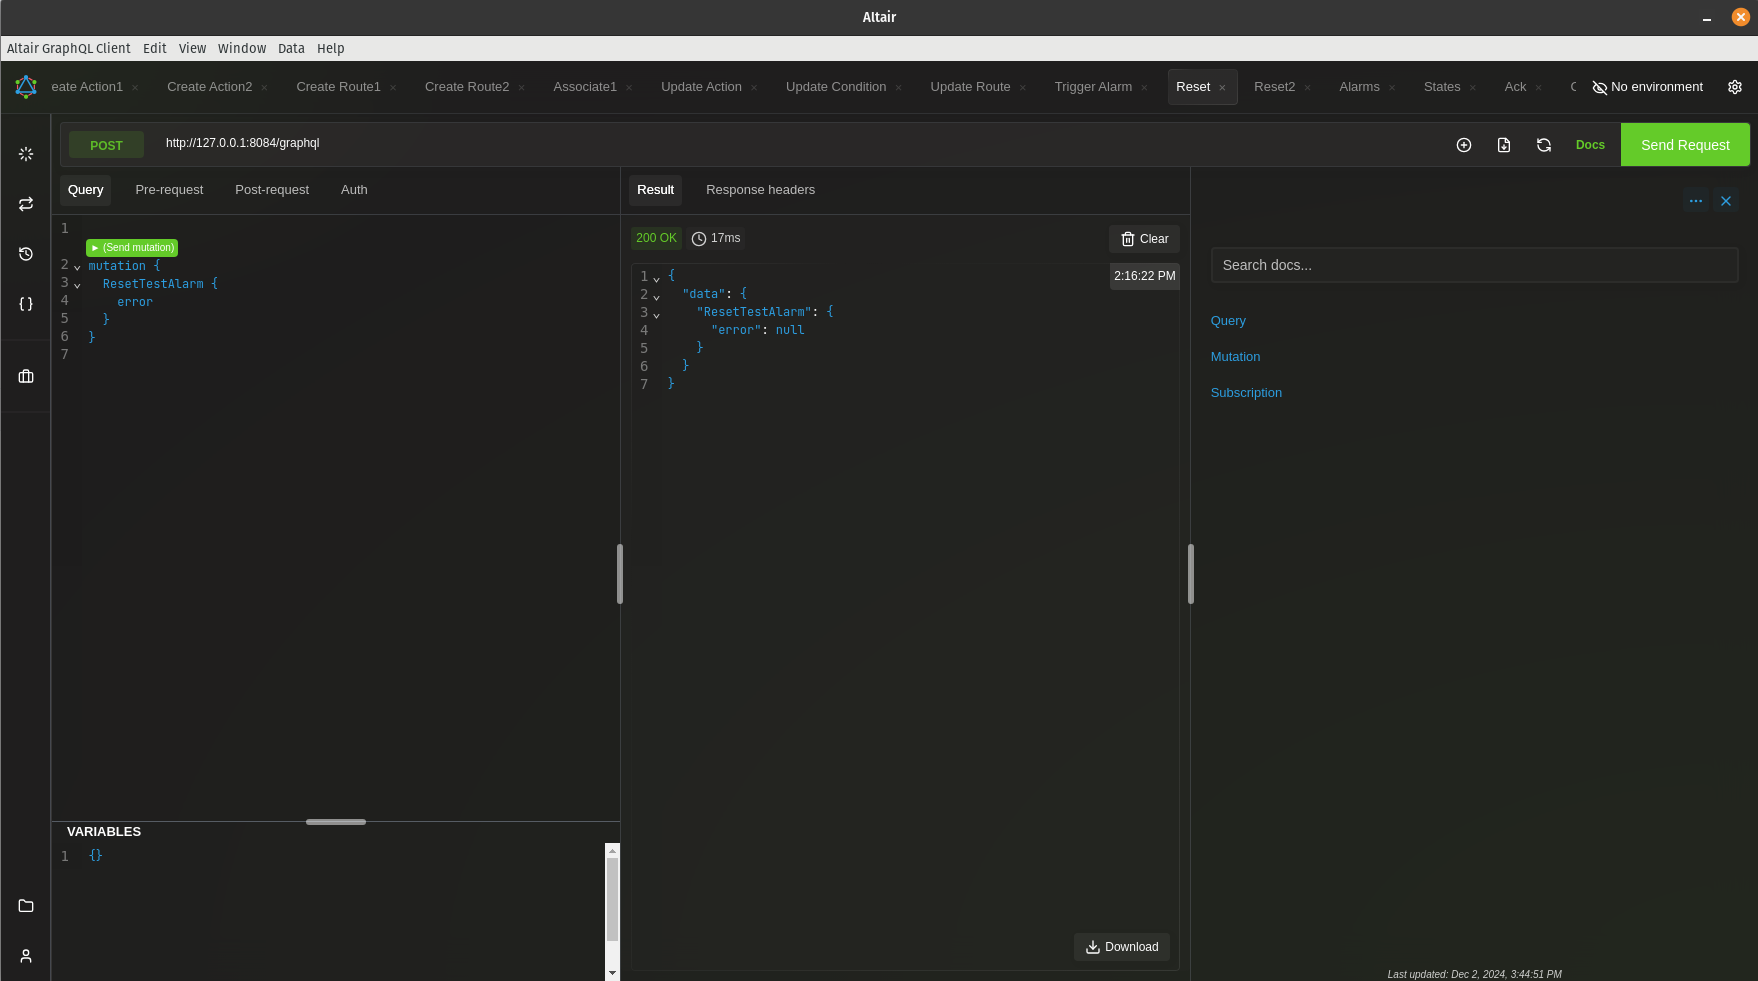 Altair
Altair GraphQL Client Edit View Window Data Help
eate Action1 × Create Action2 × Create Route1 × Create Route2 × Associate1 × Update Action × Update Condition × Update Route × Trigger Alarm × Reset × Reset2 × Alarms × States × Ack × No environment
POST http://127.0.0.1:8084/graphql Docs Send Request
Query Pre-request Post-request Auth
1
► (Send mutation)
2 mutation {
3 ResetTestAlarm {
4 error
5 }
6 }
7
VARIABLES
1 {}
Result Response headers
200 OK 17ms Clear
2:16:22 PM
1 {
2 "data": {
3 "ResetTestAlarm": {
4 "error": null
5 }
6 }
7 }
Download
Search docs...
Query
Mutation
Subscription
Last updated: Dec 2, 2024, 3:44:51 PM